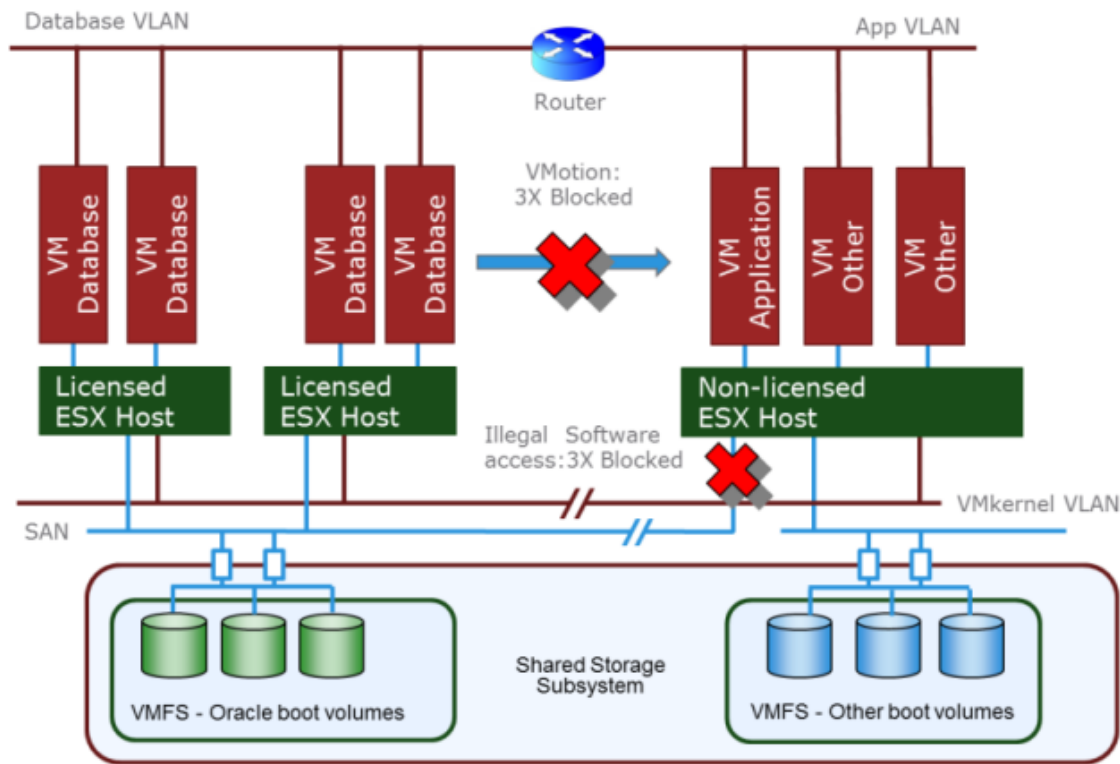 Database VLAN
App VLAN
Router
VM
Database
VM
Database
VM
Database
VM
Database
VMotion:
3X Blocked
VM
Application
VM
Other
VM
Other
Licensed
ESX Host
Licensed
ESX Host
Non-licensed
ESX Host
Illegal Software
access:3X Blocked
VMkernel VLAN
SAN
Shared Storage
Subsystem
VMFS - Oracle boot volumes
VMFS - Other boot volumes